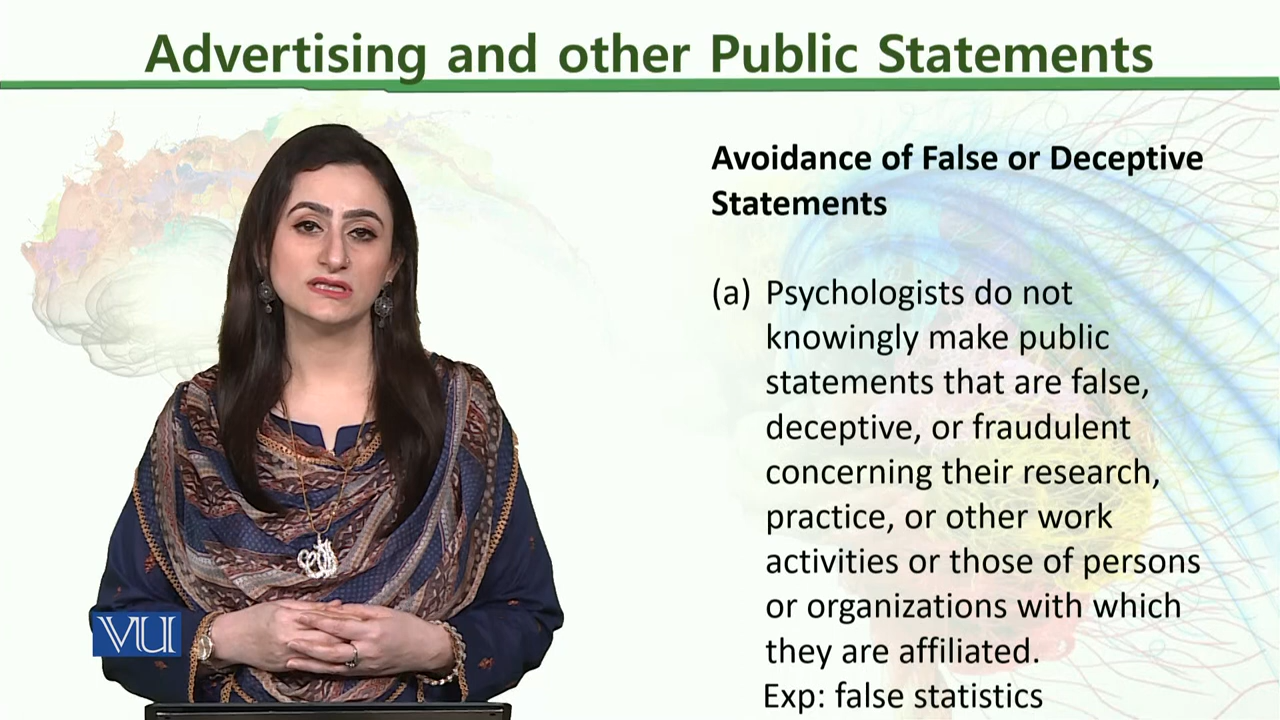 Advertising and other Public Statements
Avoidance of False or Deceptive
Statements
(a) Psychologists do not
knowingly make public
statements that are false,
deceptive, or fraudulent
concerning their research,
practice, or other work
activities or those of persons
or organizations with which
they are affiliated.
Exp: false statistics
VU